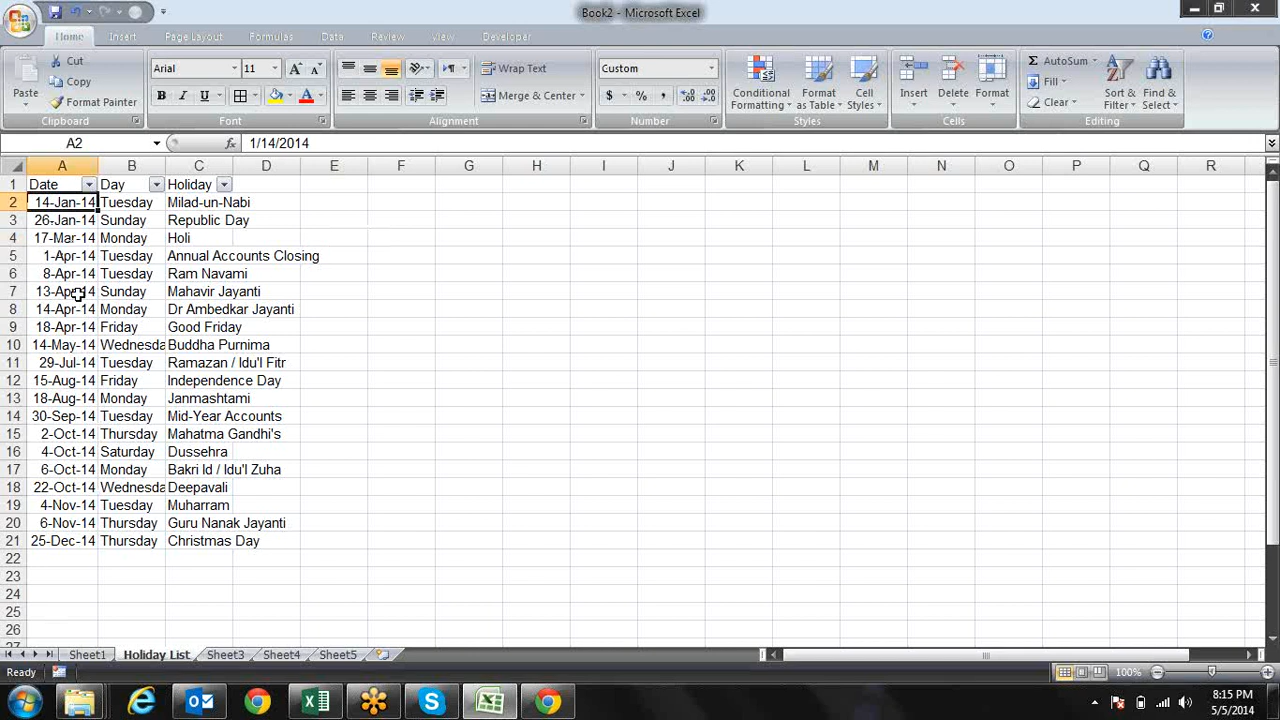 Book2 - Microsoft Excel
Home Insert Page Layout Formulas Data Review View Developer
Paste
Cut
Copy
Format Painter
Clipboard
Arial 11
B I U
Font
Wrap Text
Merge & Center
Alignment
Custom
$ % ,
Number
Conditional Formatting
Format as Table
Cell Styles
Styles
Insert Delete Format
Cells
AutoSum
Fill
Clear
Sort & Filter
Find & Select
Editing
A2 fx 1/14/2014
A B C D E F G H I J K L M N O P Q R
1 Date Day Holiday
2 14-Jan-14 Tuesday Milad-un-Nabi
3 26-Jan-14 Sunday Republic Day
4 17-Mar-14 Monday Holi
5 1-Apr-14 Tuesday Annual Accounts Closing
6 8-Apr-14 Tuesday Ram Navami
7 13-Apr-14 Sunday Mahavir Jayanti
8 14-Apr-14 Monday Dr Ambedkar Jayanti
9 18-Apr-14 Friday Good Friday
10 14-May-14 Wednesda Buddha Purnima
11 29-Jul-14 Tuesday Ramazan / Idu'l Fitr
12 15-Aug-14 Friday Independence Day
13 18-Aug-14 Monday Janmashtami
14 30-Sep-14 Tuesday Mid-Year Accounts
15 2-Oct-14 Thursday Mahatma Gandhi's
16 4-Oct-14 Saturday Dussehra
17 6-Oct-14 Monday Bakri Id / Idu'l Zuha
18 22-Oct-14 Wednesda Deepavali
19 4-Nov-14 Tuesday Muharram
20 6-Nov-14 Thursday Guru Nanak Jayanti
21 25-Dec-14 Thursday Christmas Day
22
23
24
25
26
27
Sheet1 Holiday List Sheet3 Sheet4 Sheet5
Ready 100%
8:15 PM
5/5/2014